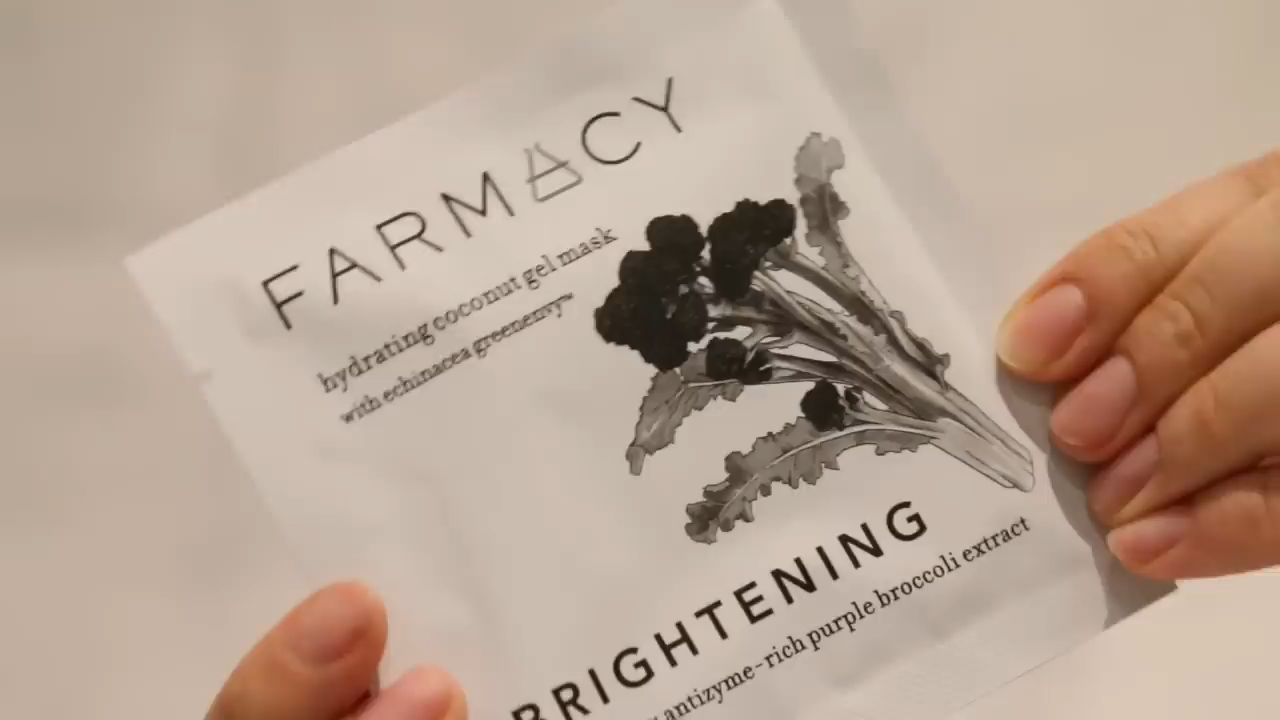 FARMACY
hydrating coconut gel mask
with echinacea greenenvy™
BRIGHTENING
antizyme-rich purple broccoli extract